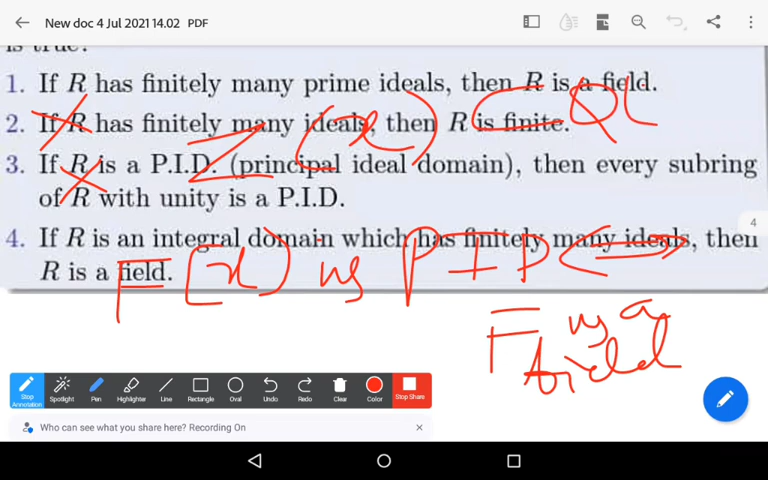 New doc 4 Jul 2021 14.02 PDF
is true?
1. If R has finitely many prime ideals, then R is a field.
2. If R has finitely many ideals, then R is finite.
3. If R is a P.I.D. (principal ideal domain), then every subring
of R with unity is a P.I.D.
4
4. If R is an integral domain which has finitely many ideals, then
R is a field.
Z(x)
F[x] is PID ⟺
F is a
field
Stop Annotation Spotlight Pen Highlighter Line Rectangle Oval Undo Redo Clear Color Stop Share
Who can see what you share here? Recording On